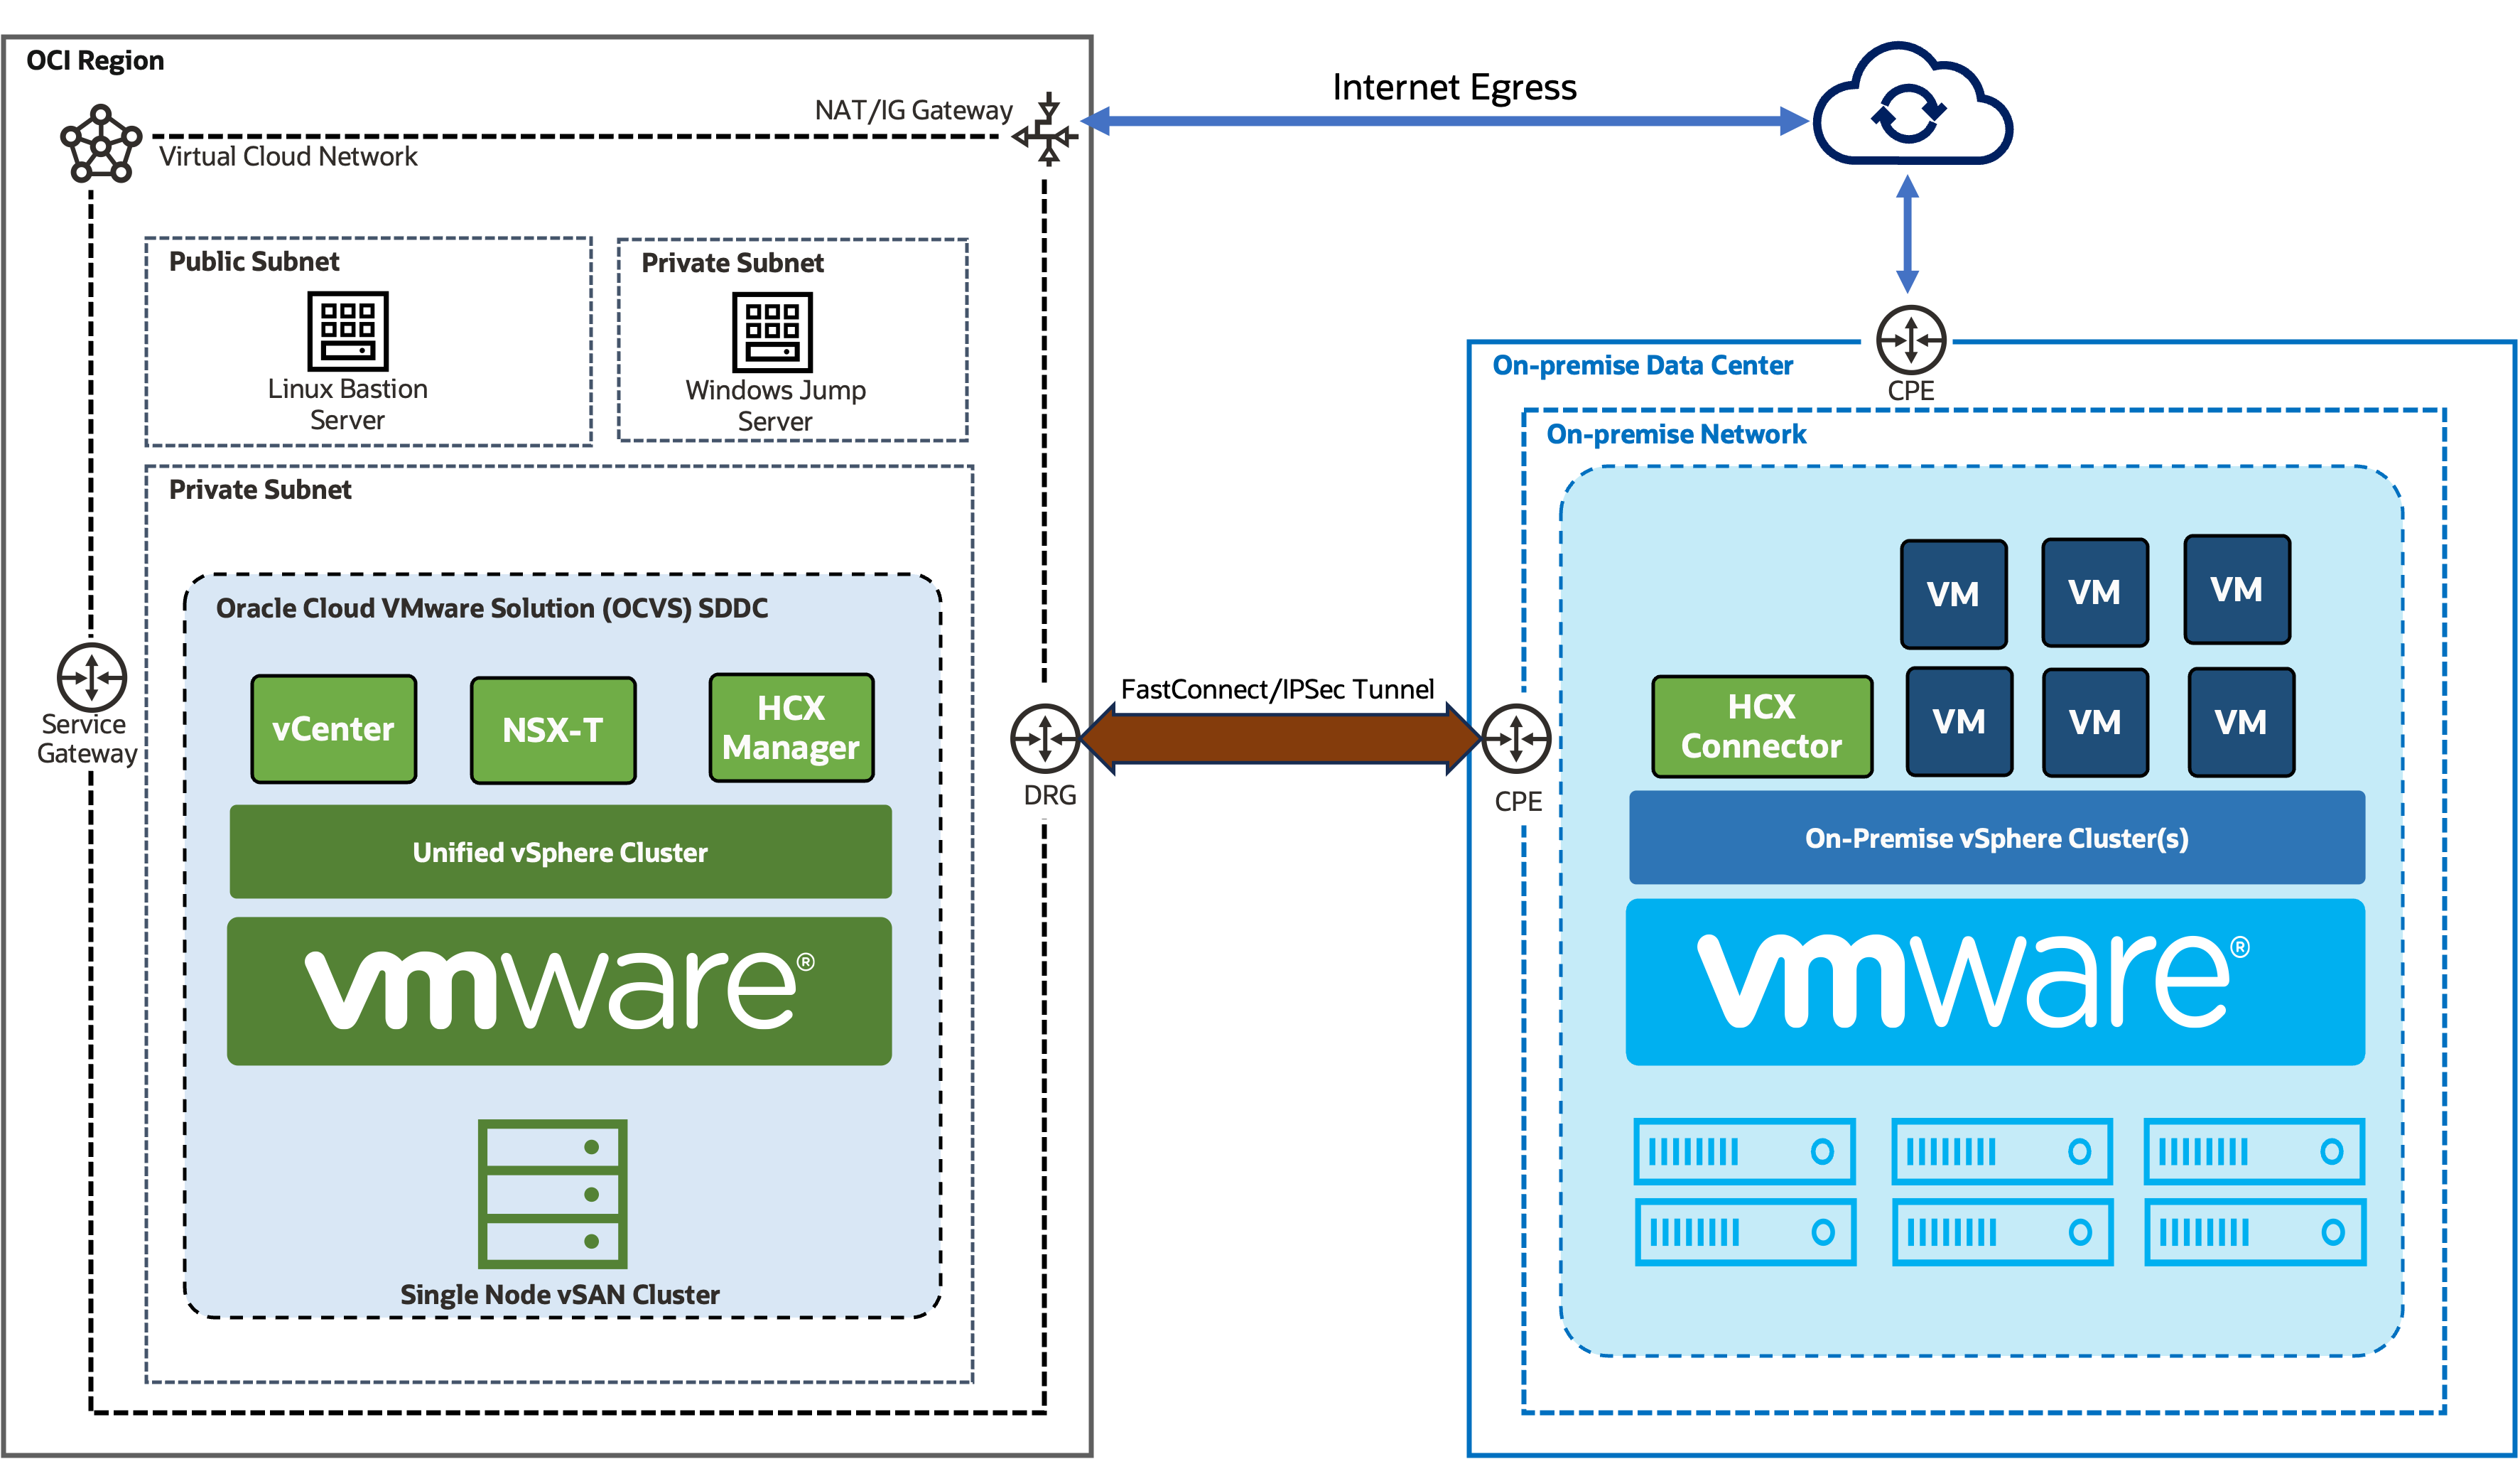 OCI Region
NAT/IG Gateway
Virtual Cloud Network
Internet Egress
Public Subnet
Linux Bastion
Server
Private Subnet
Windows Jump
Server
Private Subnet
Oracle Cloud VMware Solution (OCVS) SDDC
Service
Gateway
vCenter
NSX-T
HCX
Manager
Unified vSphere Cluster
vmware®
Single Node vSAN Cluster
DRG
FastConnect/IPSec Tunnel
CPE
CPE
On-premise Data Center
On-premise Network
VM
VM
VM
HCX
Connector
VM
VM
VM
On-Premise vSphere Cluster(s)
vmware®